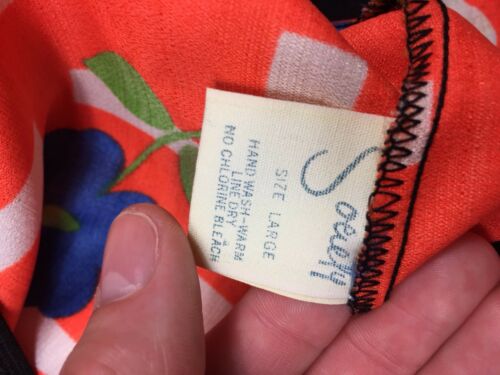 Society
SIZE LARGE
HAND WASH-WARM
LINE DRY
NO CHLORINE BLEACH